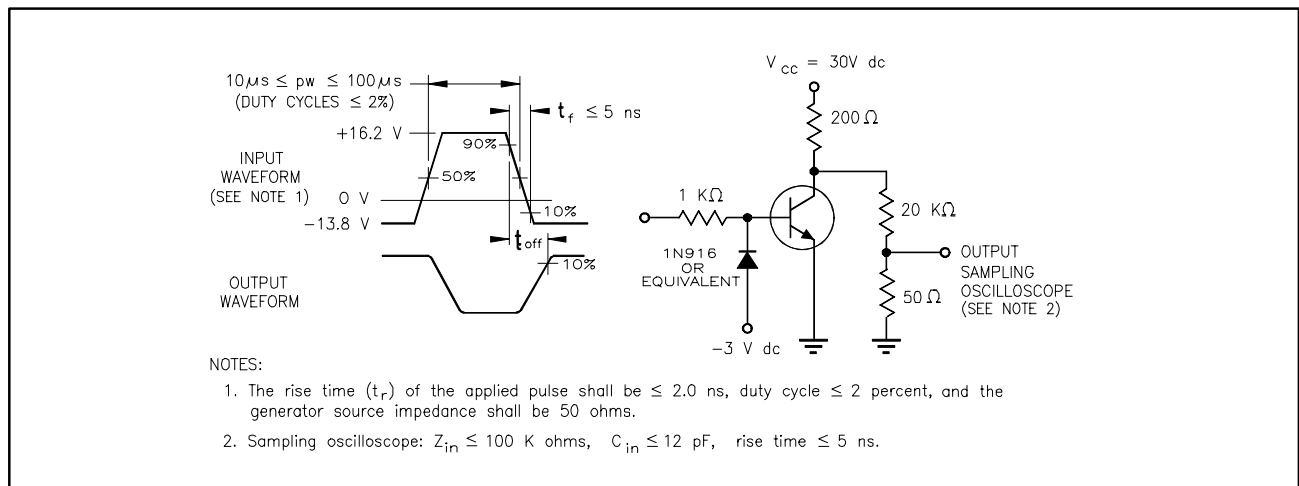 10μs ≤ pw ≤ 100μs
(DUTY CYCLES ≤ 2%)
t_f ≤ 5 ns
+16.2 V
90%
INPUT
WAVEFORM
(SEE NOTE 1)
50%
0 V
10%
-13.8 V
t_off
10%
OUTPUT
WAVEFORM
V_CC = 30V dc
200Ω
1 KΩ
20 KΩ
1N916
OR
EQUIVALENT
OUTPUT
SAMPLING
OSCILLOSCOPE
(SEE NOTE 2)
50Ω
-3 V dc
NOTES:
1. The rise time (t_r) of the applied pulse shall be ≤ 2.0 ns, duty cycle ≤ 2 percent, and the
generator source impedance shall be 50 ohms.
2. Sampling oscilloscope: Z_in ≤ 100 K ohms, C_in ≤ 12 pF, rise time ≤ 5 ns.